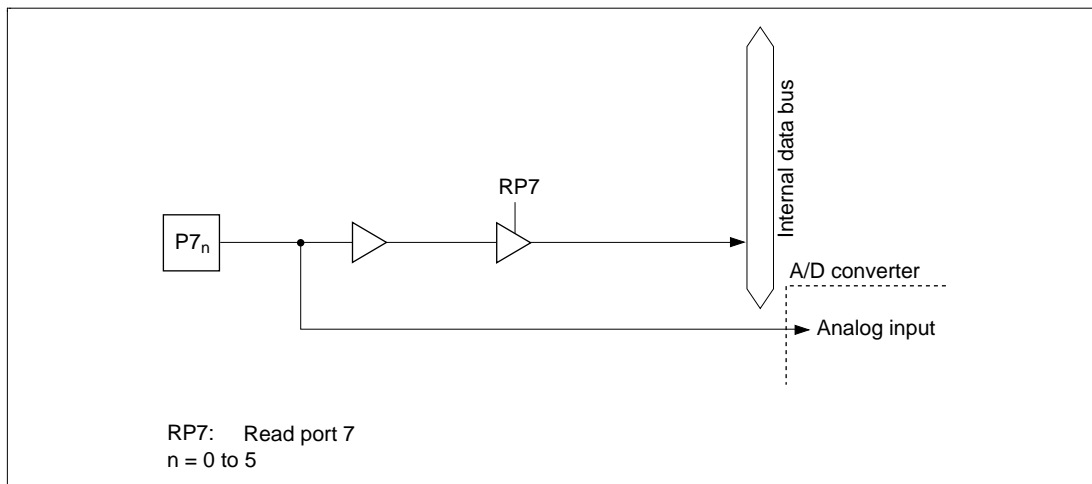 Internal data bus
RP7
P7n
A/D converter
Analog input
RP7: Read port 7
n = 0 to 5